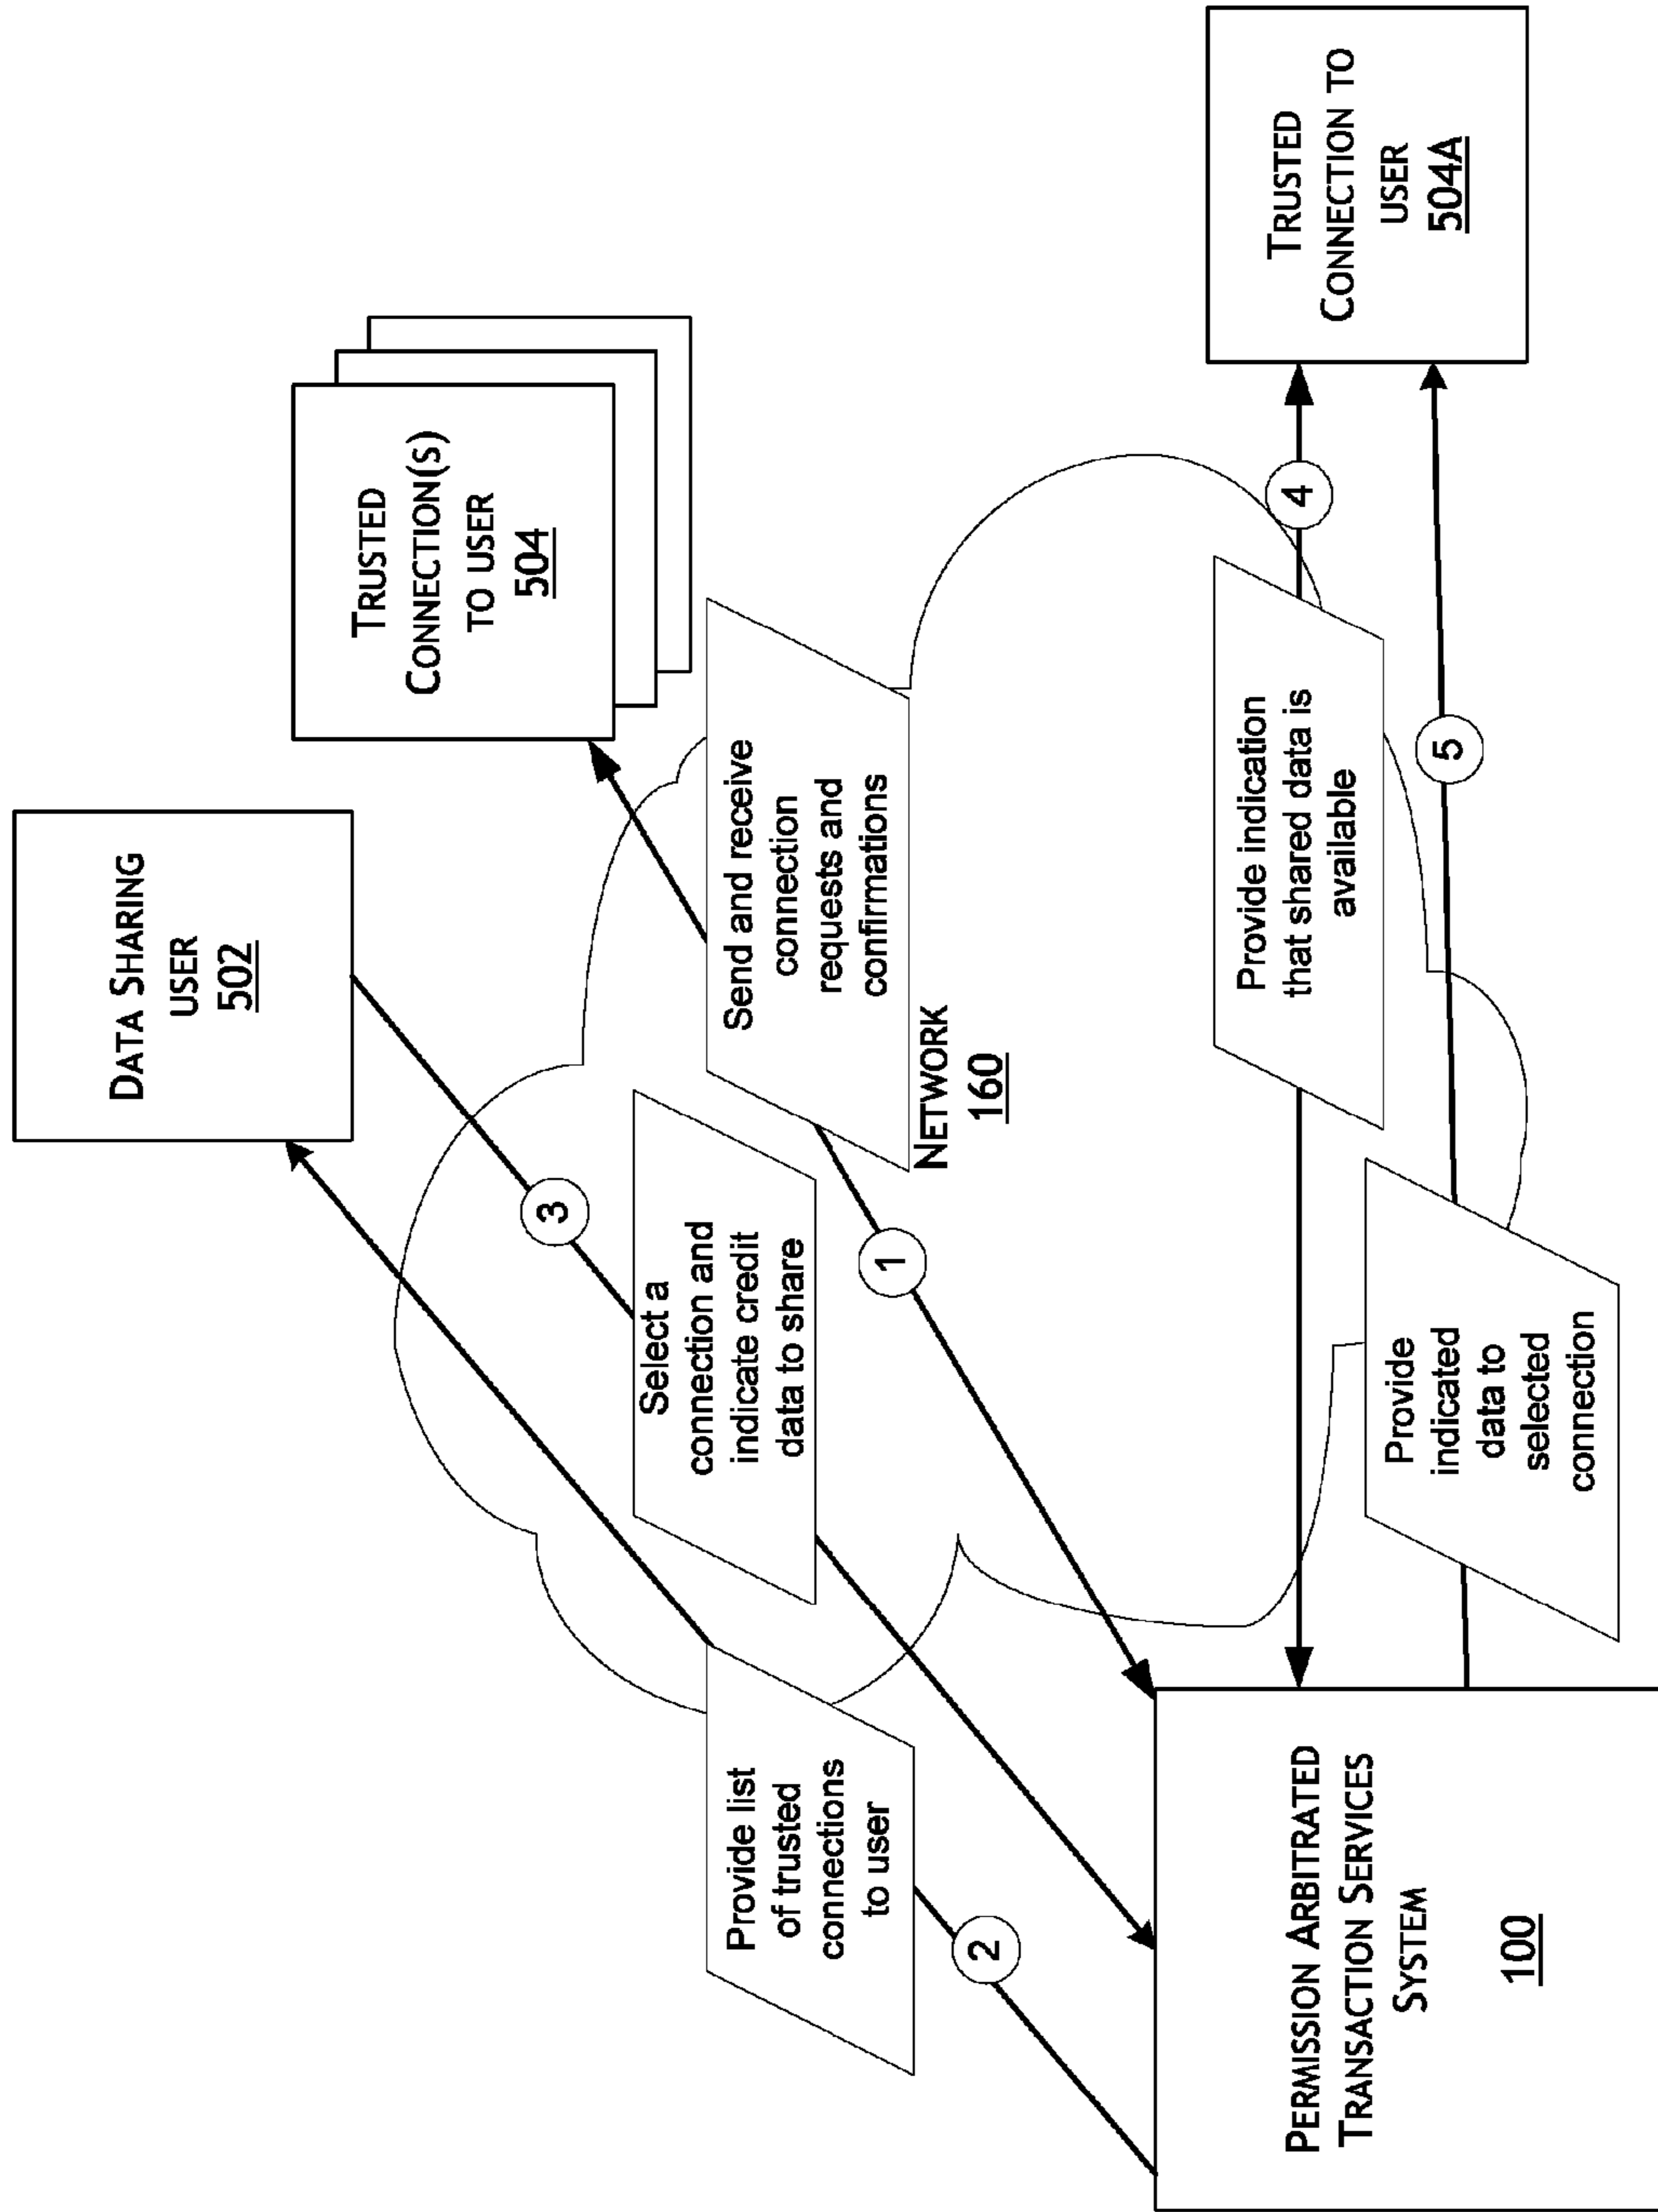 DATA SHARING
USER
502
TRUSTED
CONNECTION(S)
TO USER
504
3
Select a
connection and
indicate credit
data to share
Send and receive
connection
requests and
confirmations
Provide list
of trusted
connections
to user
2
1
NETWORK
160
PERMISSION ARBITRATED
TRANSACTION SERVICES
SYSTEM
100
Provide indication
that shared data is
available
4
TRUSTED
CONNECTION TO
USER
504A
Provide
indicated
data to
selected
connection
5